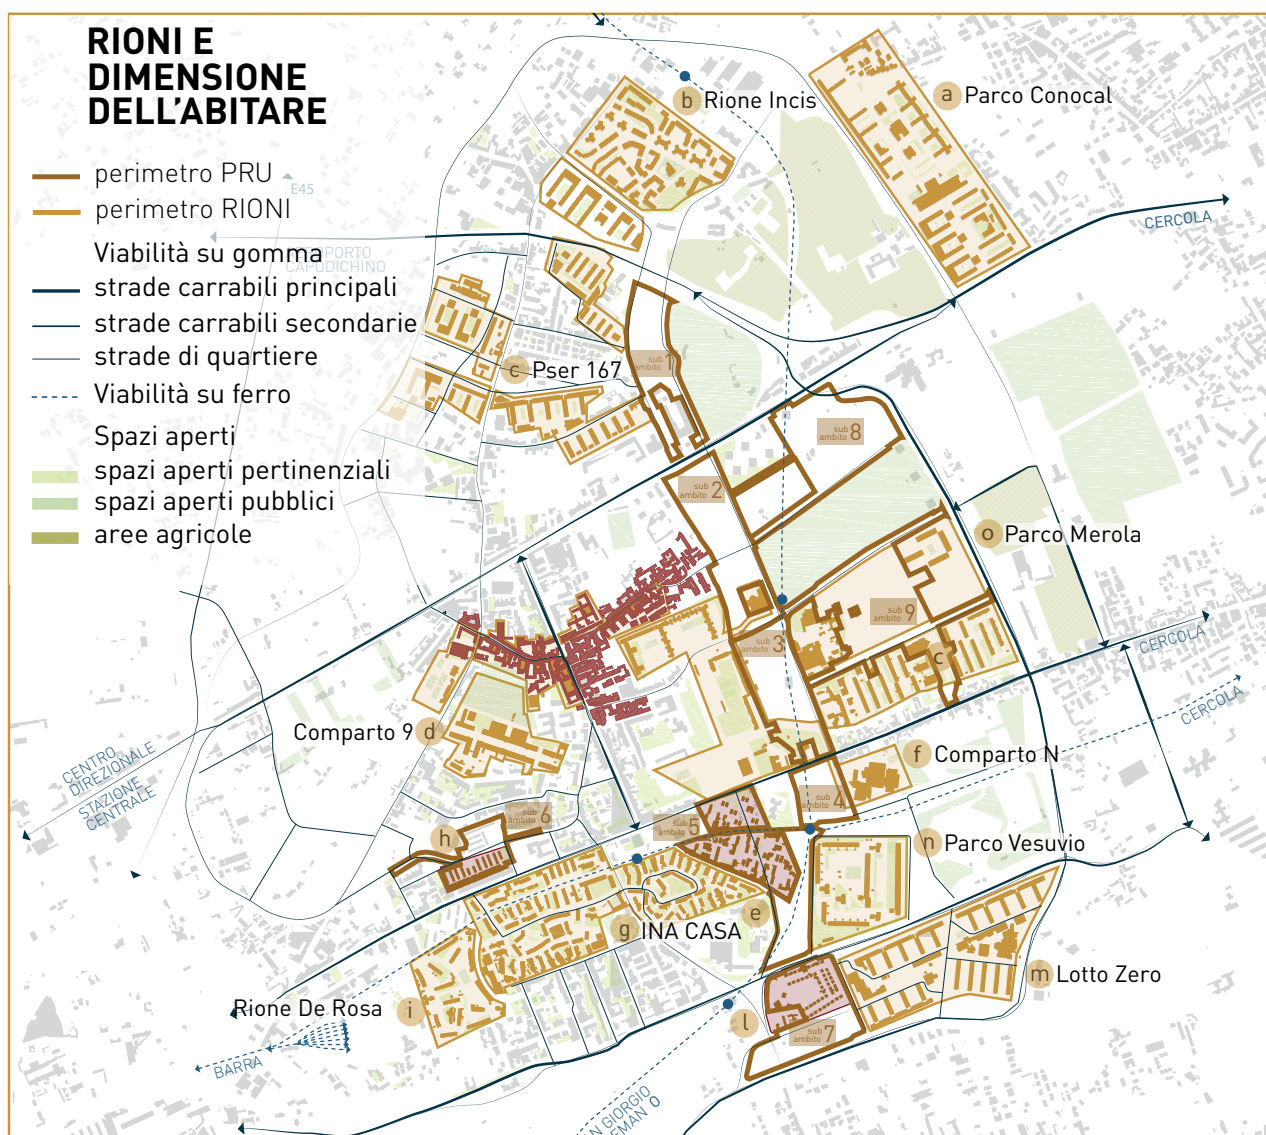 RIONI E
DIMENSIONE
DELL'ABITARE
perimetro PRU
perimetro RIONI
Viabilità su gomma
strade carrabili principali
strade carrabili secondarie
strade di quartiere
Viabilità su ferro
Spazi aperti
spazi aperti pertinenziali
spazi aperti pubblici
aree agricole
E45
CAPODICHINO
b Rione Incis
a Parco Conocal
CERCOLA
c Pser 167
sub ambito 1
sub ambito 8
sub ambito 2
o Parco Merola
sub ambito 9
sub ambito 3
c
CERCOLA
CERCOLA
Comparto 9 d
CENTRO
DIREZIONALE
STAZIONE
CENTRALE
f Comparto N
sub ambito 4
sub ambito 6
sub ambito 5
h
n Parco Vesuvio
e
g INA CASA
m Lotto Zero
Rione De Rosa i
l
sub ambito 7
BARRA
GIORGIO